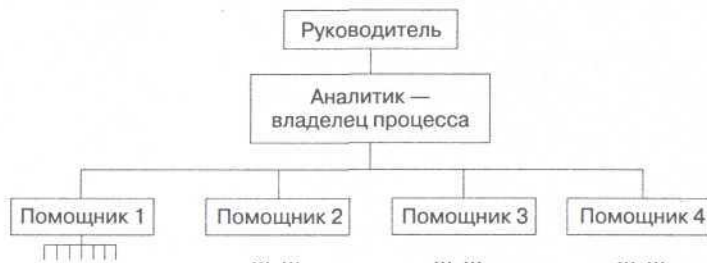 Руководитель
Аналитик —
владелец процесса
Помощник 1
Помощник 2
Помощник 3
Помощник 4
... ...
... ...
... ...